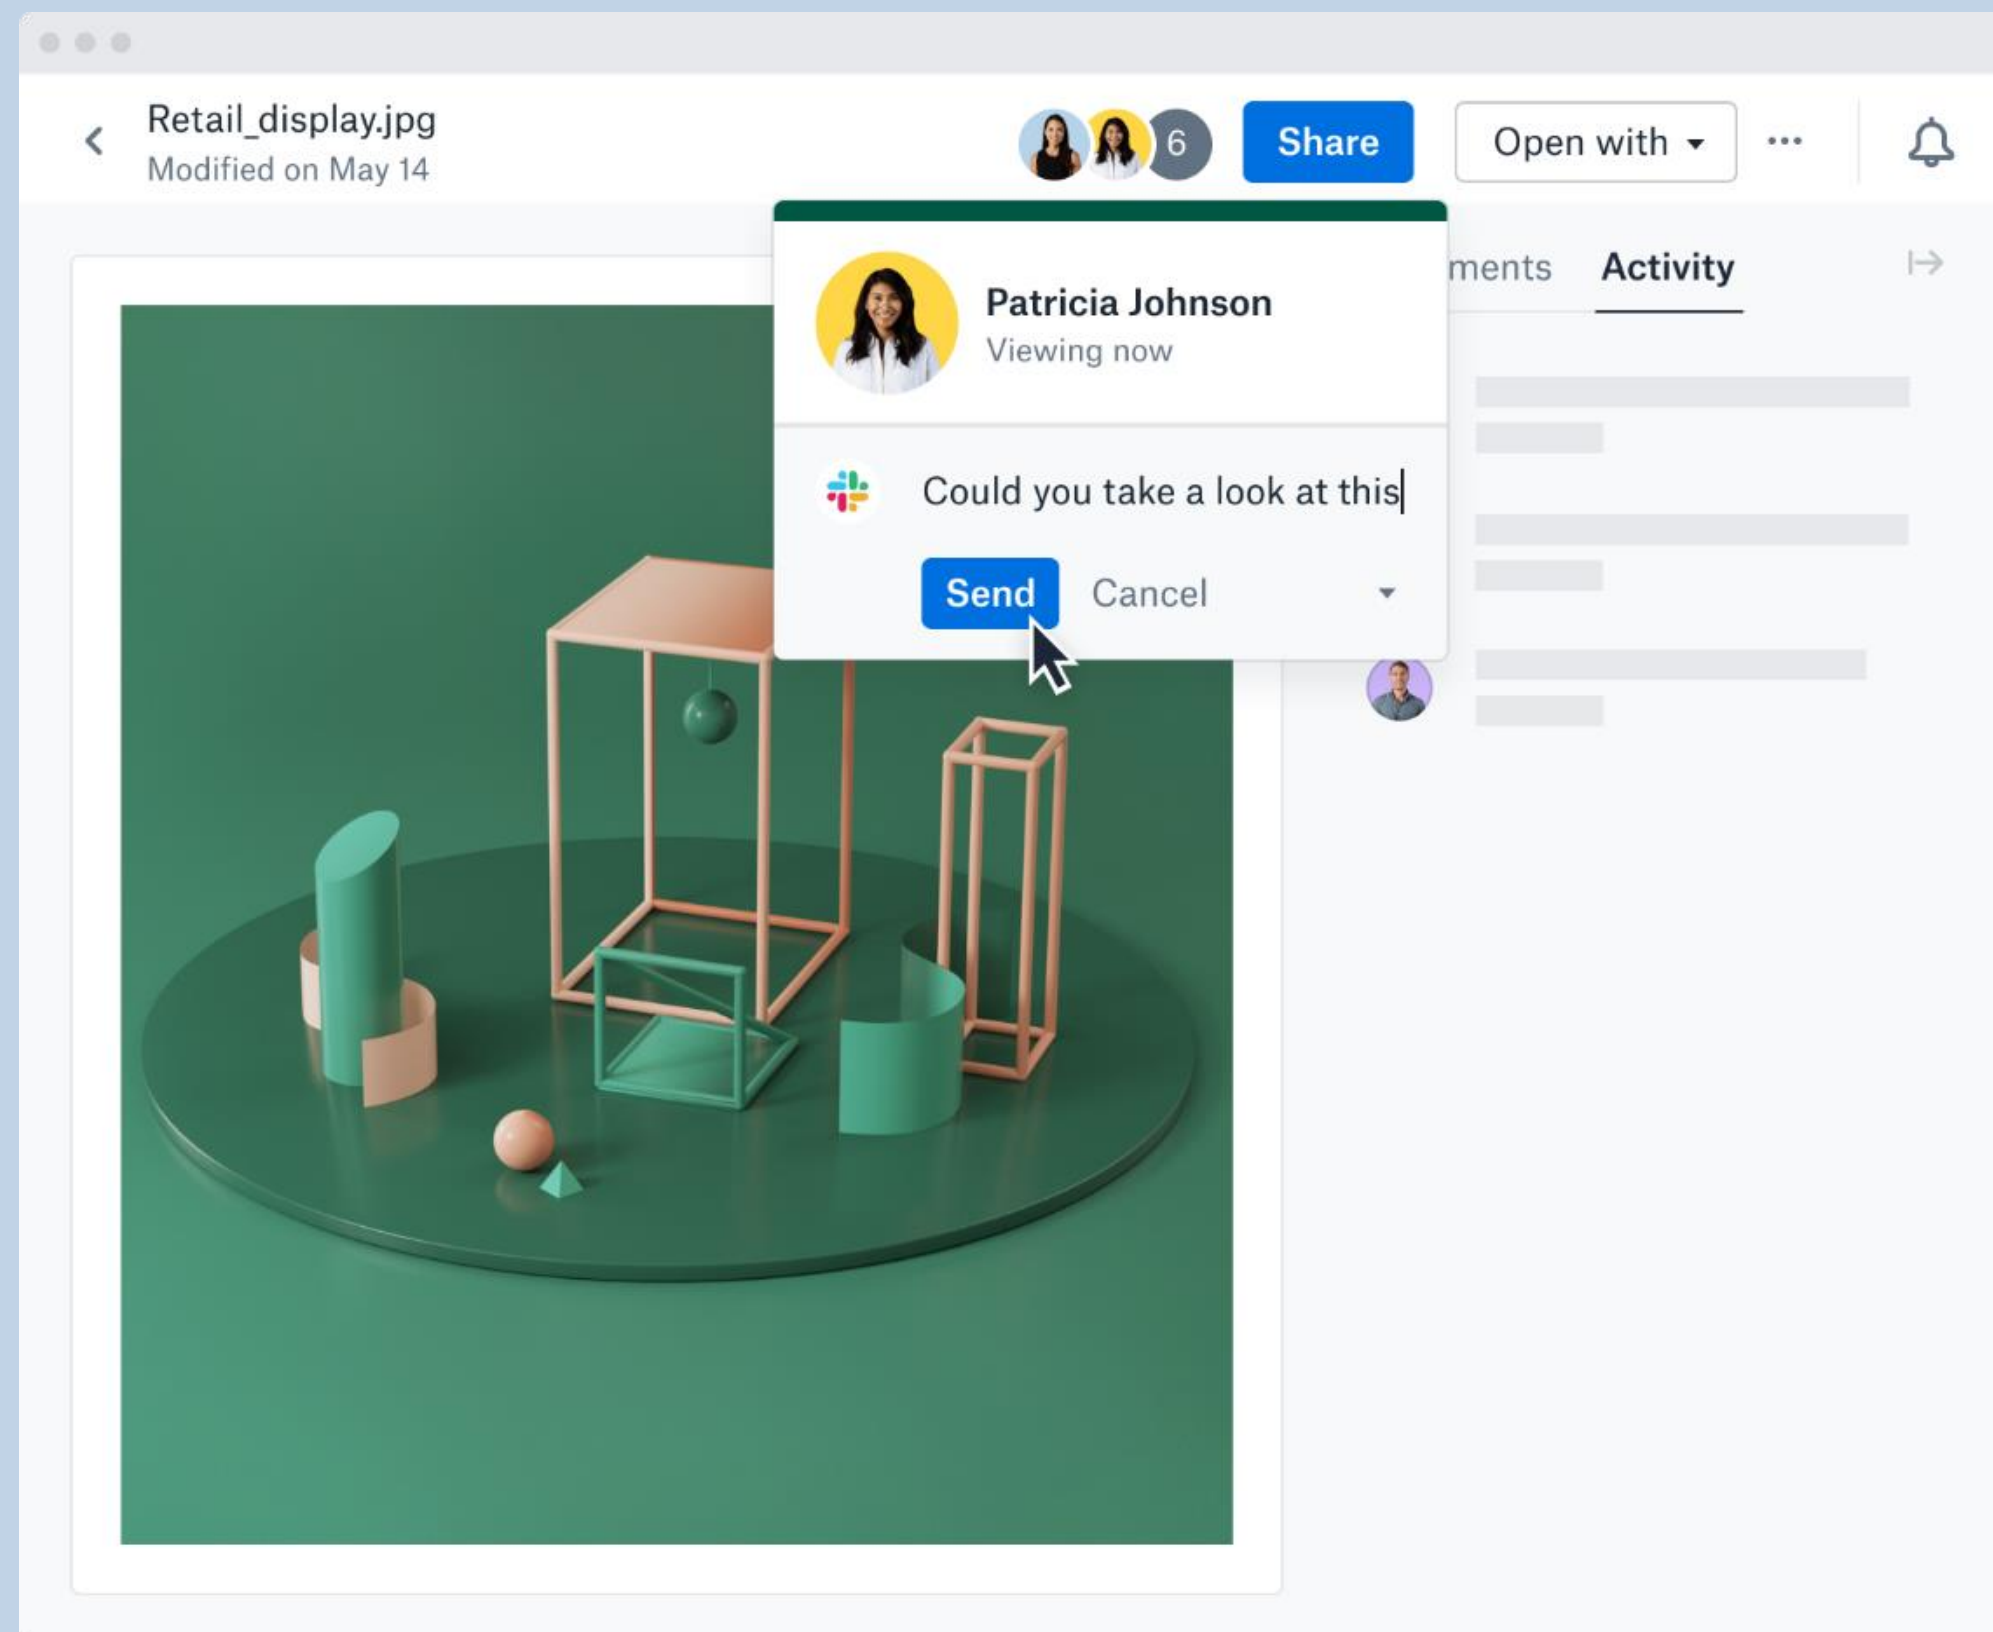 Retail_display.jpg
Modified on May 14
6
Share
Open with
Patricia Johnson
Viewing now
ments
Activity
Could you take a look at this
Send
Cancel